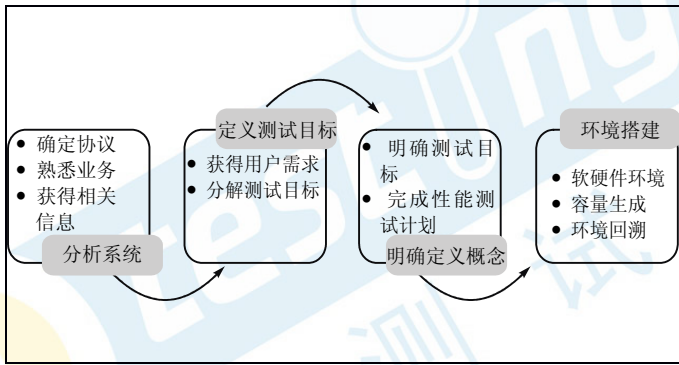 分析系统
• 确定协议
• 熟悉业务
• 获得相关
信息
定义测试目标
• 获得用户需求
• 分解测试目标
• 明确测试目
标
• 完成性能测
试计划
明确定义概念
环境搭建
• 软硬件环境
• 容量生成
• 环境回溯
testing
测试